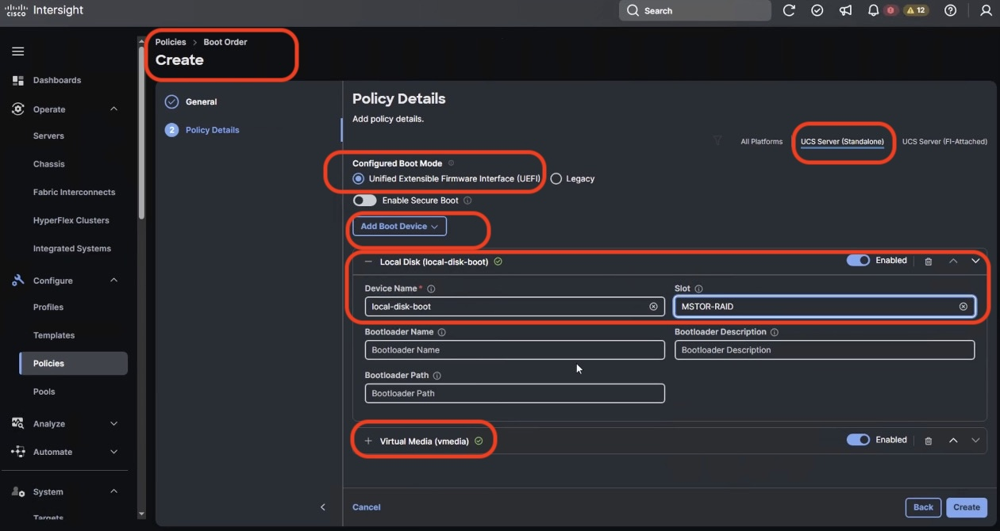 CISCO Intersight
Search
12
Policies > Boot Order
Create
Dashboards
Operate
Servers
Chassis
Fabric Interconnects
HyperFlex Clusters
Integrated Systems
Configure
Profiles
Templates
Policies
Pools
Analyze
Automate
System
Targets
General
2 Policy Details
Policy Details
Add policy details.
All Platforms UCS Server (Standalone) UCS Server (FI-Attached)
Configured Boot Mode
Unified Extensible Firmware Interface (UEFI) Legacy
Enable Secure Boot
Add Boot Device
Local Disk (local-disk-boot) Enabled
Device Name * Slot
local-disk-boot MSTOR-RAID
Bootloader Name Bootloader Description
Bootloader Name Bootloader Description
Bootloader Path
Bootloader Path
Virtual Media (vmedia) Enabled
Cancel Back Create